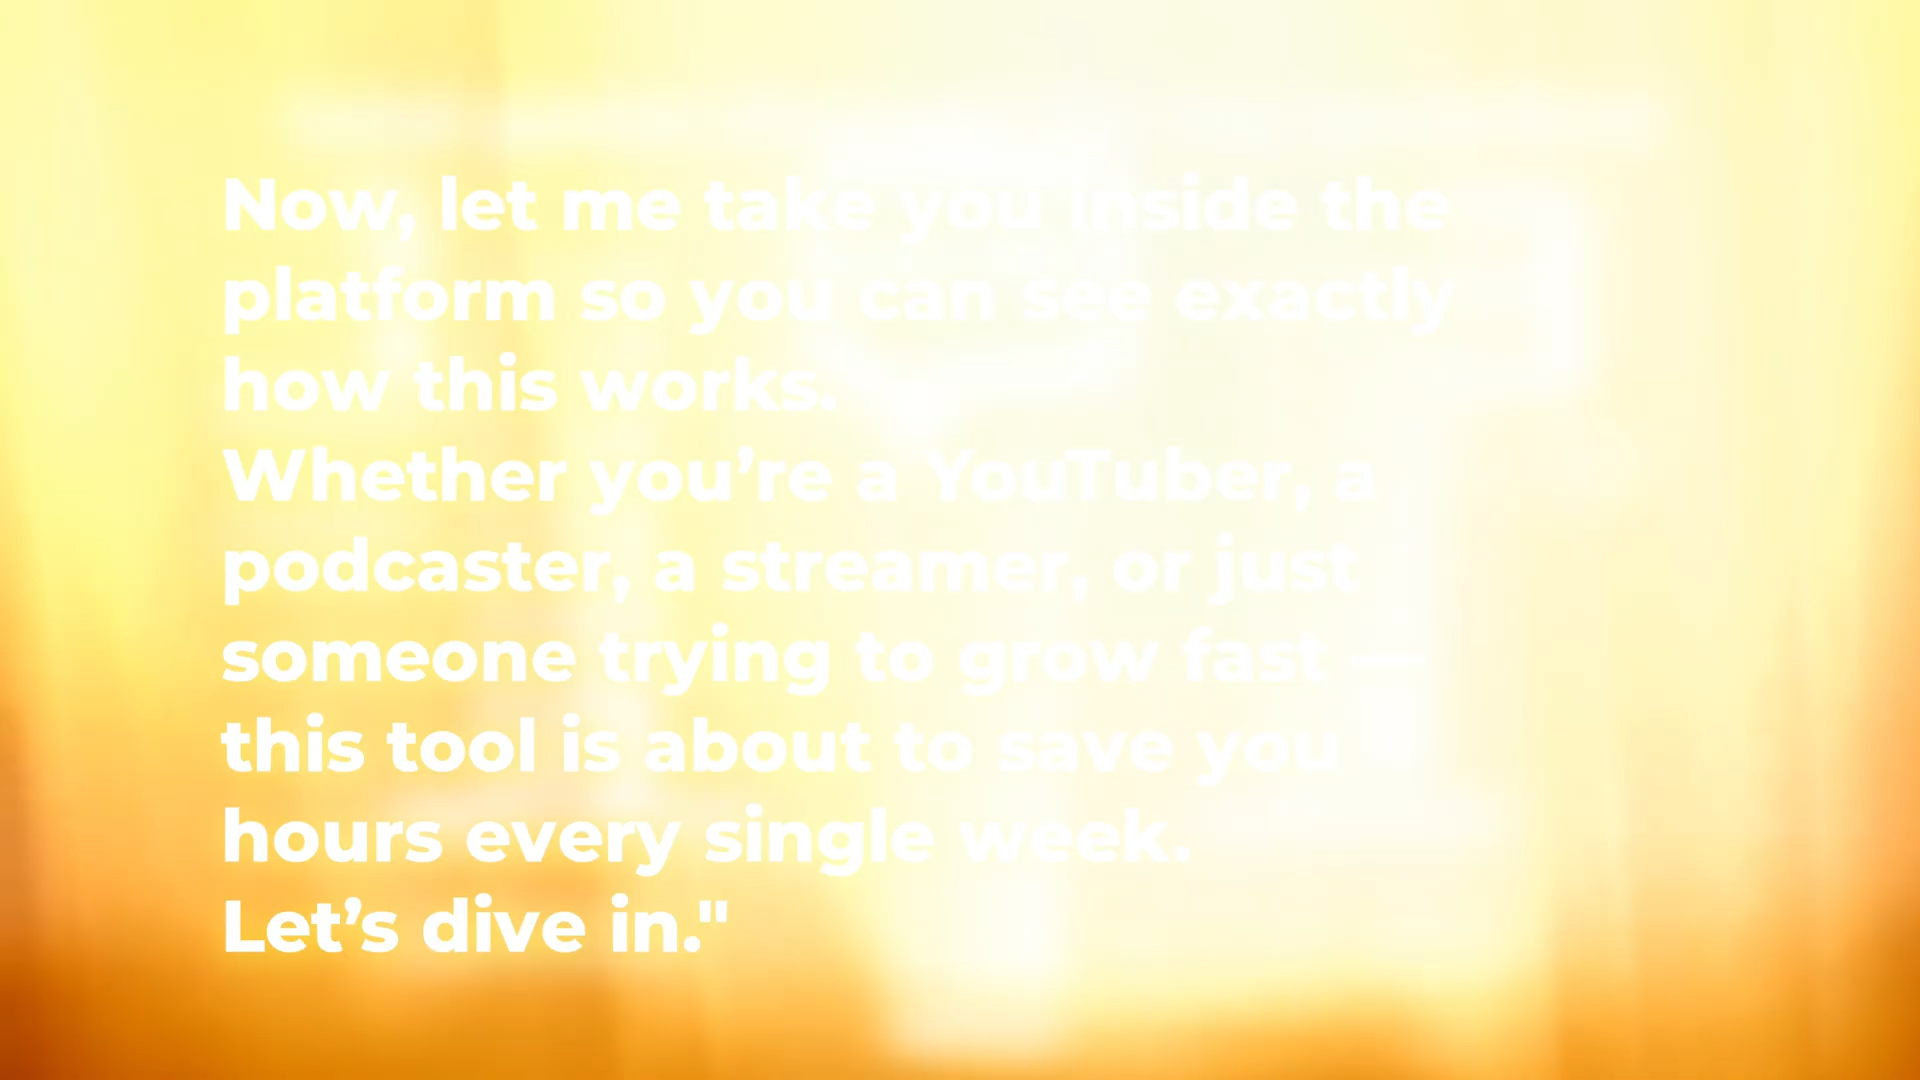 Now, let me take you inside the
platform so you can see exactly
how this works.
Whether you’re a YouTuber, a
podcaster, a streamer, or just
someone trying to grow fast —
this tool is about to save you
hours every single week.
Let’s dive in."